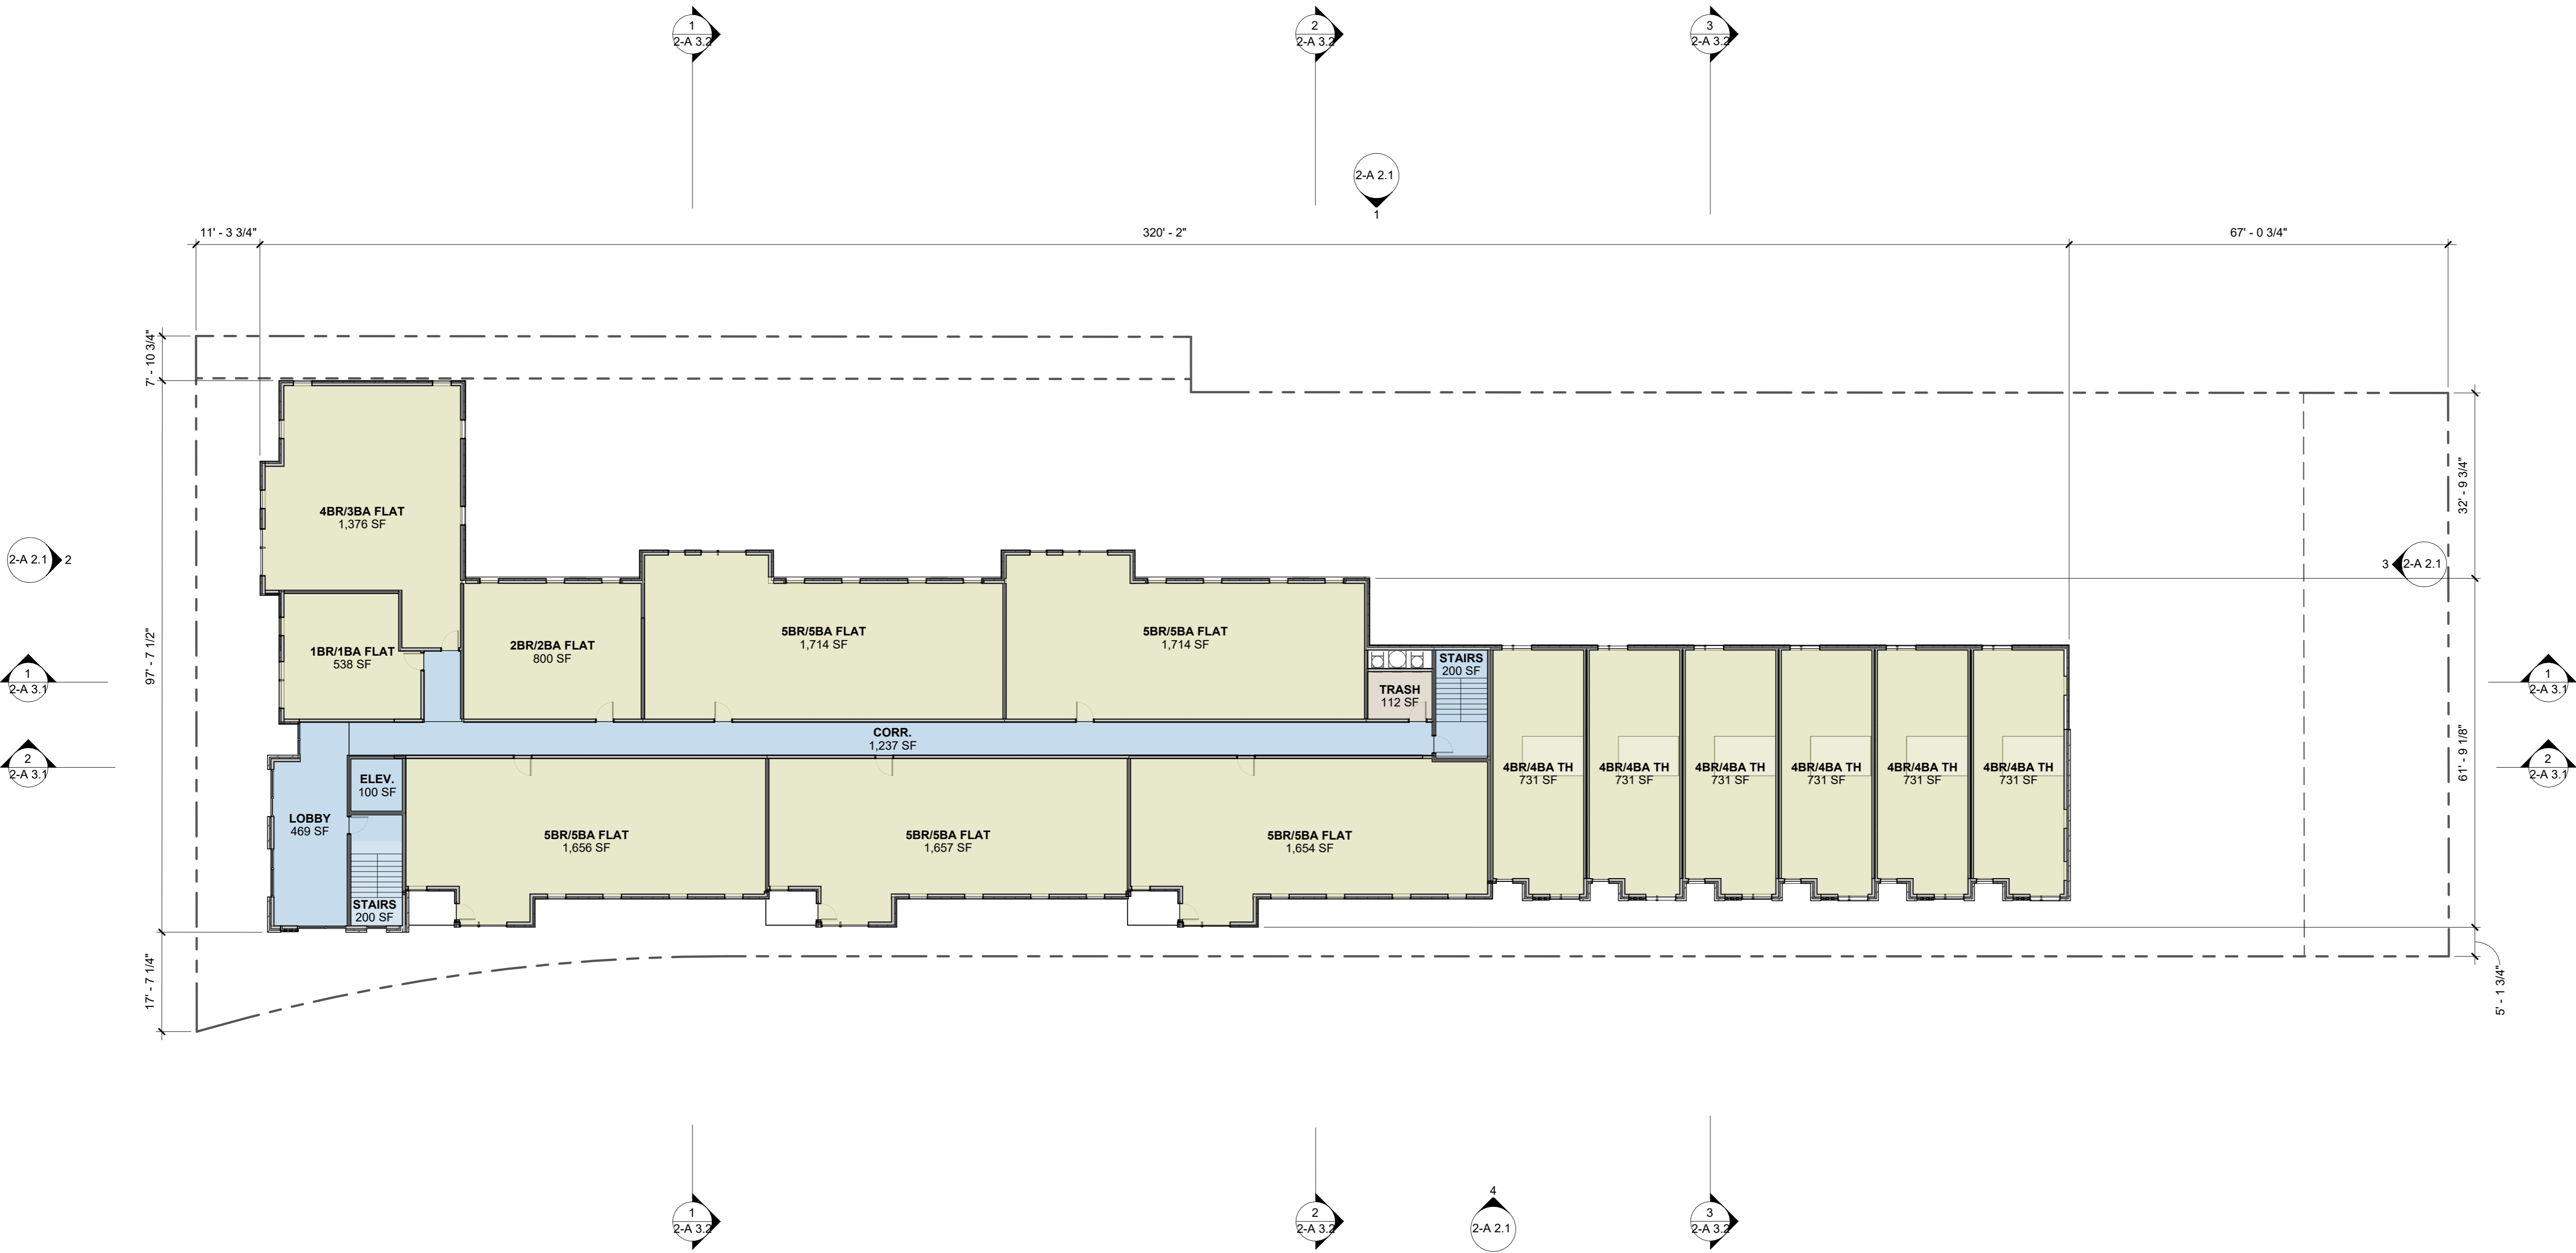 1
2-A 3.2
2
2-A 3.2
3
2-A 3.2
2-A 2.1
1
11' - 3 3/4"
320' - 2"
67' - 0 3/4"
7' - 10 3/4"
97' - 7 1/2"
17' - 7 1/4"
32' - 9 3/4"
61' - 9 1/8"
5' - 1 3/4"
2-A 2.1
2
3
2-A 2.1
1
2-A 3.1
2
2-A 3.1
1
2-A 3.1
2
2-A 3.1
4BR/3BA FLAT
1,376 SF
1BR/1BA FLAT
538 SF
2BR/2BA FLAT
800 SF
5BR/5BA FLAT
1,714 SF
5BR/5BA FLAT
1,714 SF
TRASH
112 SF
STAIRS
200 SF
CORR.
1,237 SF
4BR/4BA TH
731 SF
4BR/4BA TH
731 SF
4BR/4BA TH
731 SF
4BR/4BA TH
731 SF
4BR/4BA TH
731 SF
4BR/4BA TH
731 SF
ELEV.
100 SF
LOBBY
469 SF
STAIRS
200 SF
5BR/5BA FLAT
1,656 SF
5BR/5BA FLAT
1,657 SF
5BR/5BA FLAT
1,654 SF
1
2-A 3.2
2
2-A 3.2
4
2-A 2.1
3
2-A 3.2